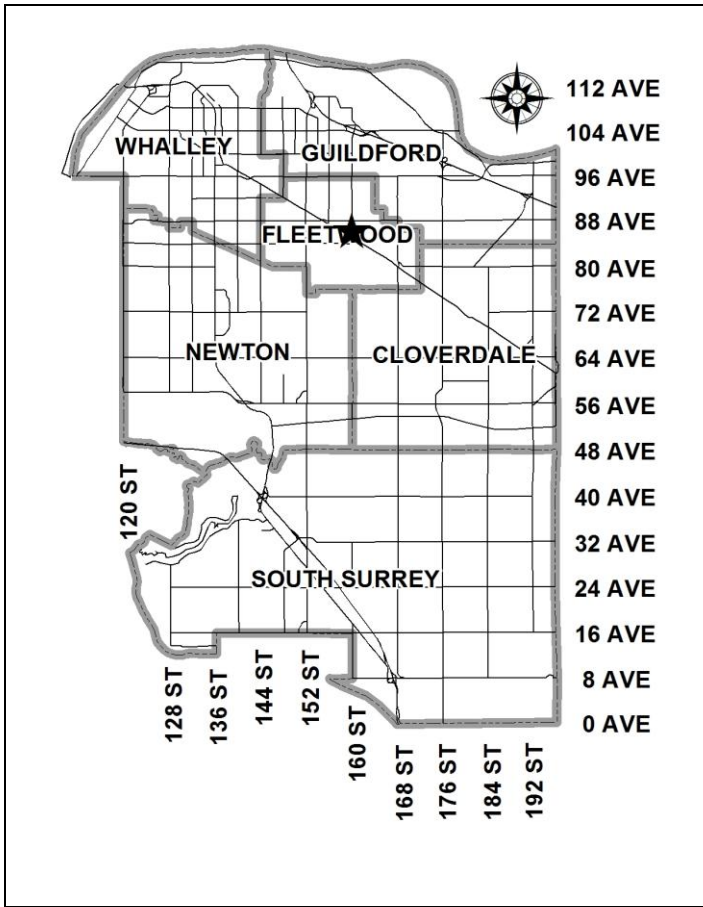 112 AVE
104 AVE
WHALLEY
GUILDFORD
96 AVE
88 AVE
FLEETWOOD
80 AVE
72 AVE
NEWTON
CLOVERDALE
64 AVE
56 AVE
48 AVE
120 ST
40 AVE
32 AVE
SOUTH SURREY
24 AVE
16 AVE
8 AVE
128 ST
136 ST
144 ST
152 ST
160 ST
168 ST
176 ST
184 ST
192 ST
0 AVE